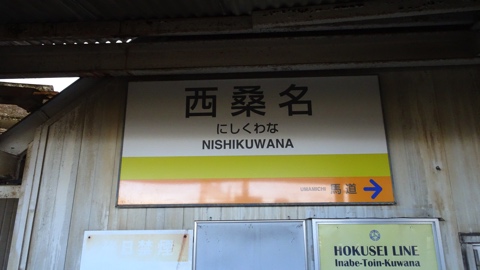 西桑名
にしくわな
NISHIKUWANA
UMAMICHI 馬道 →
HOKUSEI LINE
Inabe-Toin-Kuwana